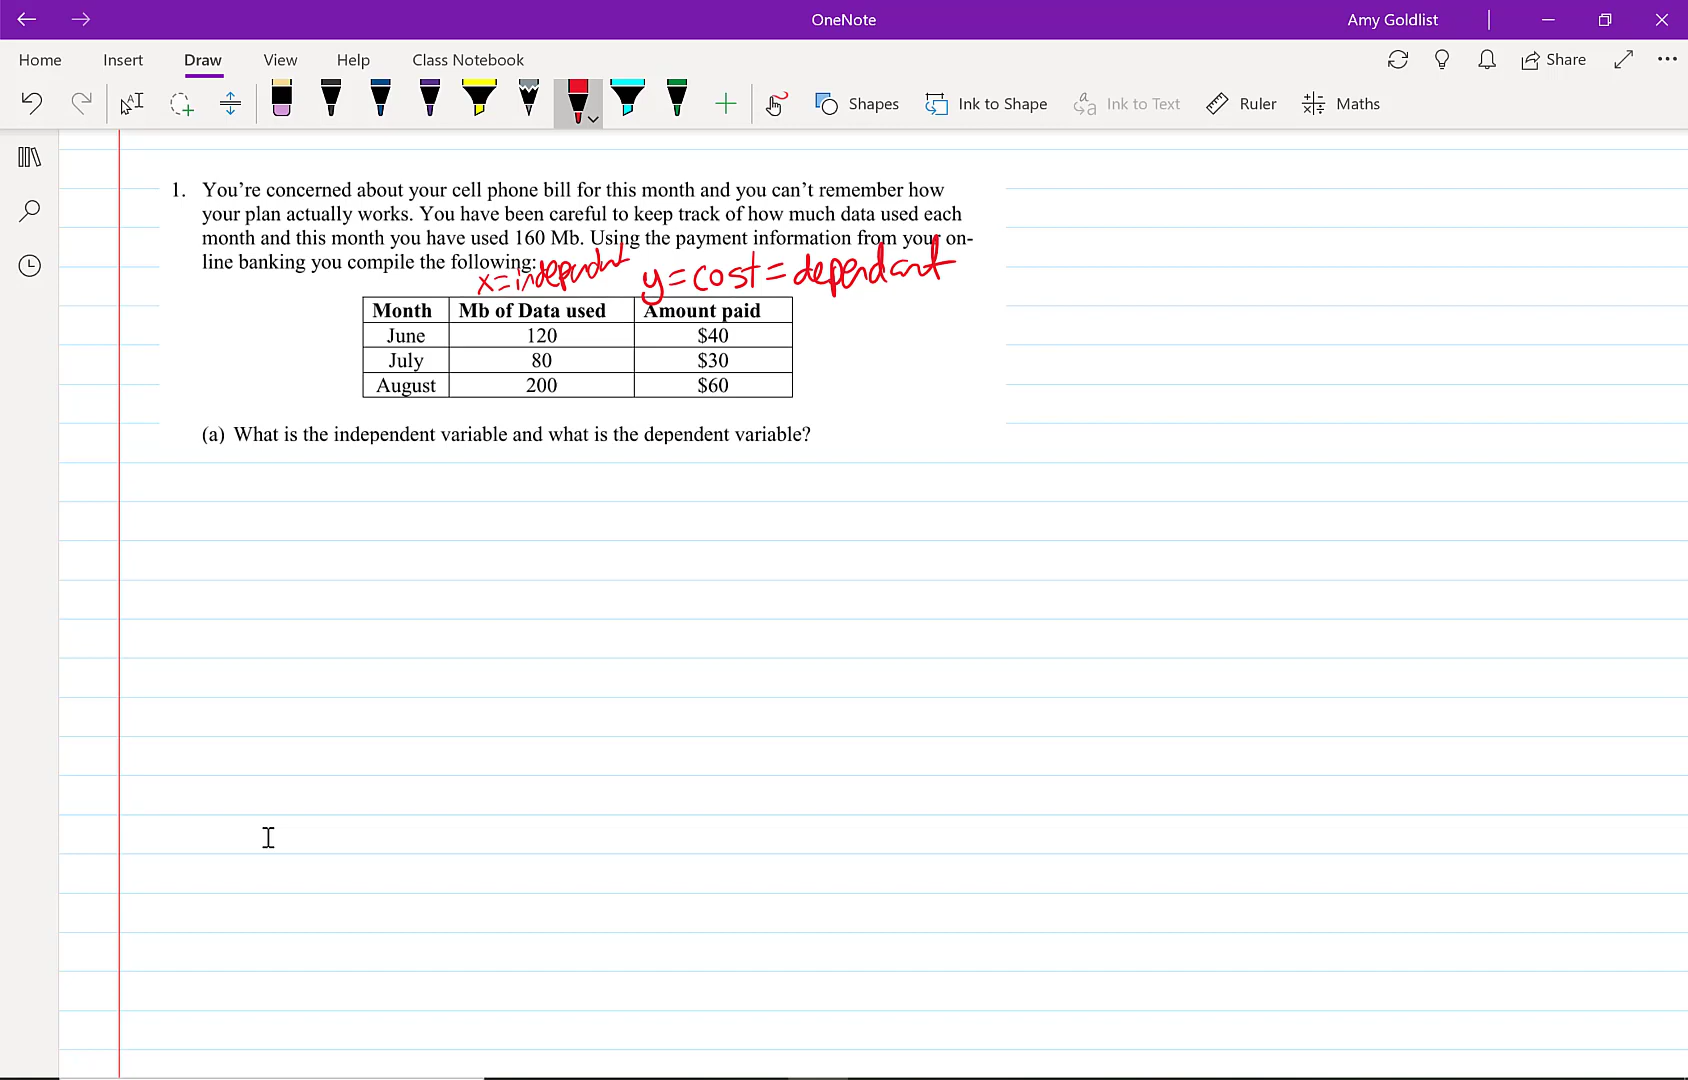 OneNote
Amy Goldlist
Home Insert Draw View Help Class Notebook
Share
Shapes Ink to Shape Ink to Text Ruler Maths
1. You're concerned about your cell phone bill for this month and you can't remember how
your plan actually works. You have been careful to keep track of how much data used each
month and this month you have used 160 Mb. Using the payment information from your on-
line banking you compile the following:
x=independent y=cost=dependant
Month Mb of Data used Amount paid
June 120 $40
July 80 $30
August 200 $60
(a) What is the independent variable and what is the dependent variable?